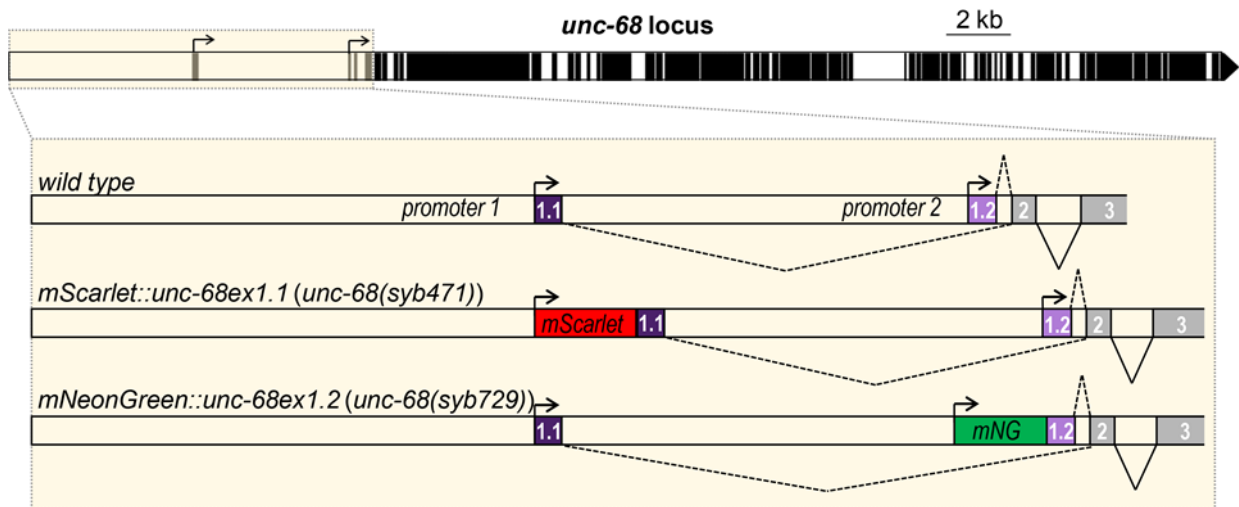 unc-68 locus
2 kb
wild type
promoter 1
1.1
promoter 2
1.2
2
3
mScarlet::unc-68ex1.1 (unc-68(syb471))
mScarlet
1.1
1.2
2
3
mNeonGreen::unc-68ex1.2 (unc-68(syb729))
1.1
mNG
1.2
2
3